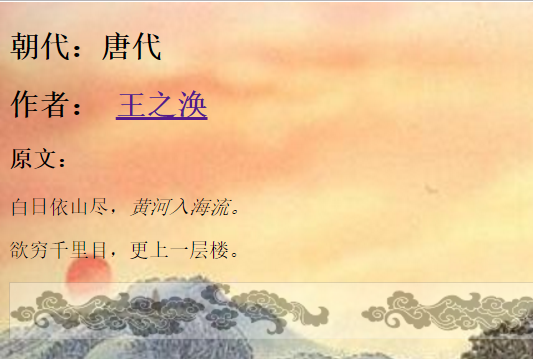 朝代：唐代
作者： 王之涣
原文：
白日依山尽，黄河入海流。
欲穷千里目，更上一层楼。